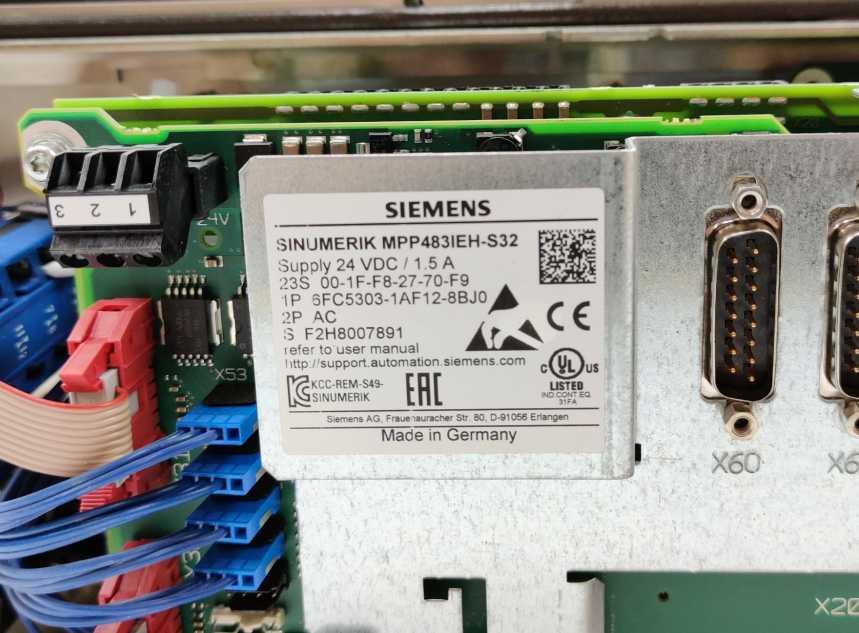 SIEMENS
SINUMERIK MPP483IEH-S32
Supply 24 VDC / 1.5 A
23S 00-1F-F8-27-70-F9
1P 6FC5303-1AF12-8BJ0
2P AC
S F2H8007891
refer to user manual
http://support.automation.siemens.com
KCC-REM-S49-
SINUMERIK
EAC
CE
C UL US
LISTED
IND.CONT.EQ.
31FA
Siemens AG, Frauenauracher Str. 80, D-91056 Erlangen
Made in Germany
3 2 1
24V
X53
X60
X20